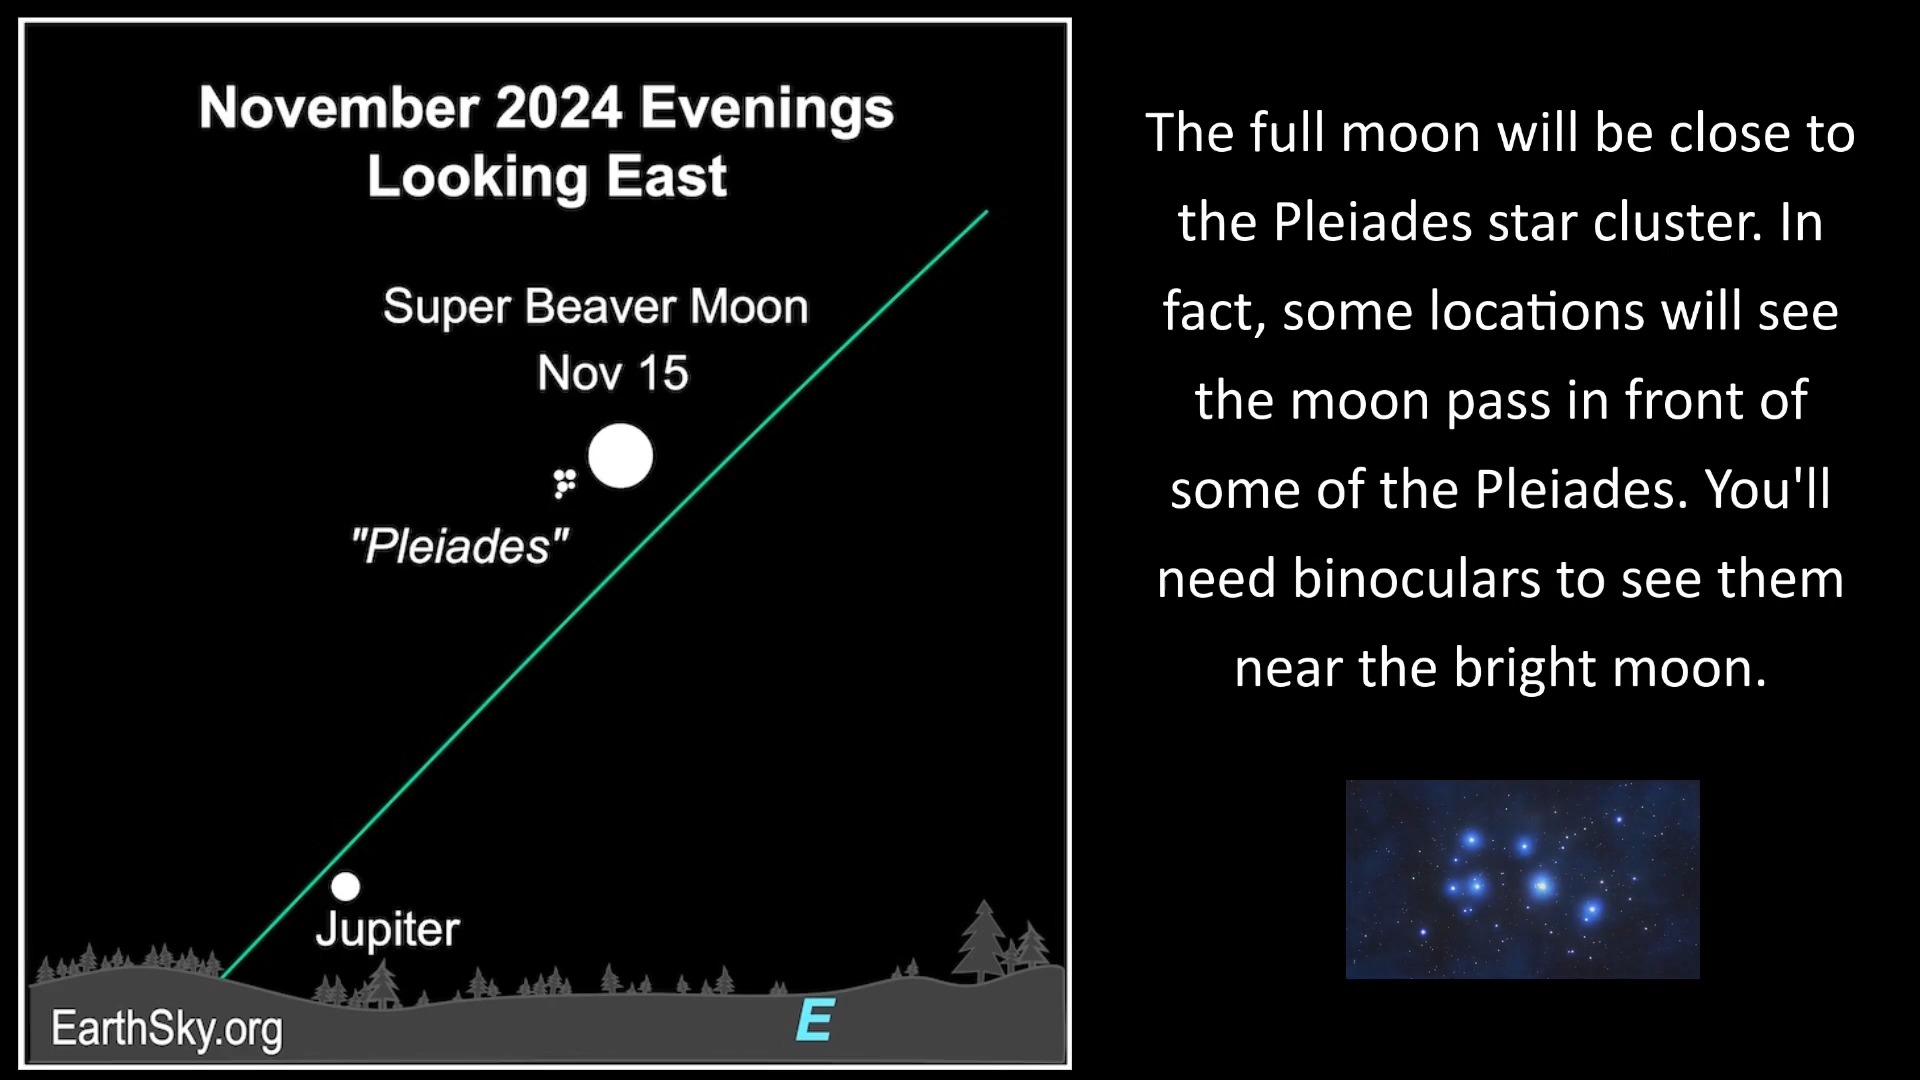 November 2024 Evenings
Looking East
Super Beaver Moon
Nov 15
"Pleiades"
Jupiter
E
EarthSky.org
The full moon will be close to
the Pleiades star cluster. In
fact, some locations will see
the moon pass in front of
some of the Pleiades. You'll
need binoculars to see them
near the bright moon.